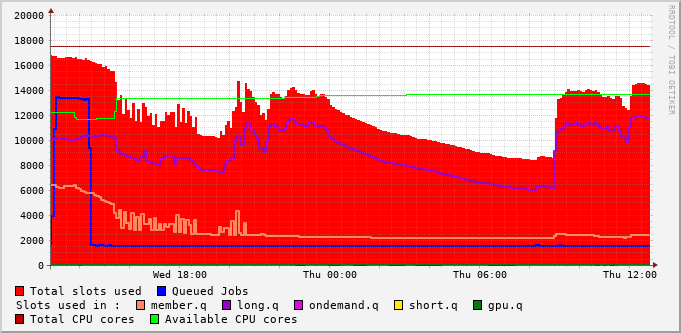 RRDTOOL / TOBI OETIKER
20000
18000
16000
14000
12000
10000
8000
6000
4000
2000
0
Wed 18:00 Thu 00:00 Thu 06:00 Thu 12:00
Total slots used Queued Jobs
Slots used in : member.q long.q ondemand.q short.q gpu.q
Total CPU cores Available CPU cores